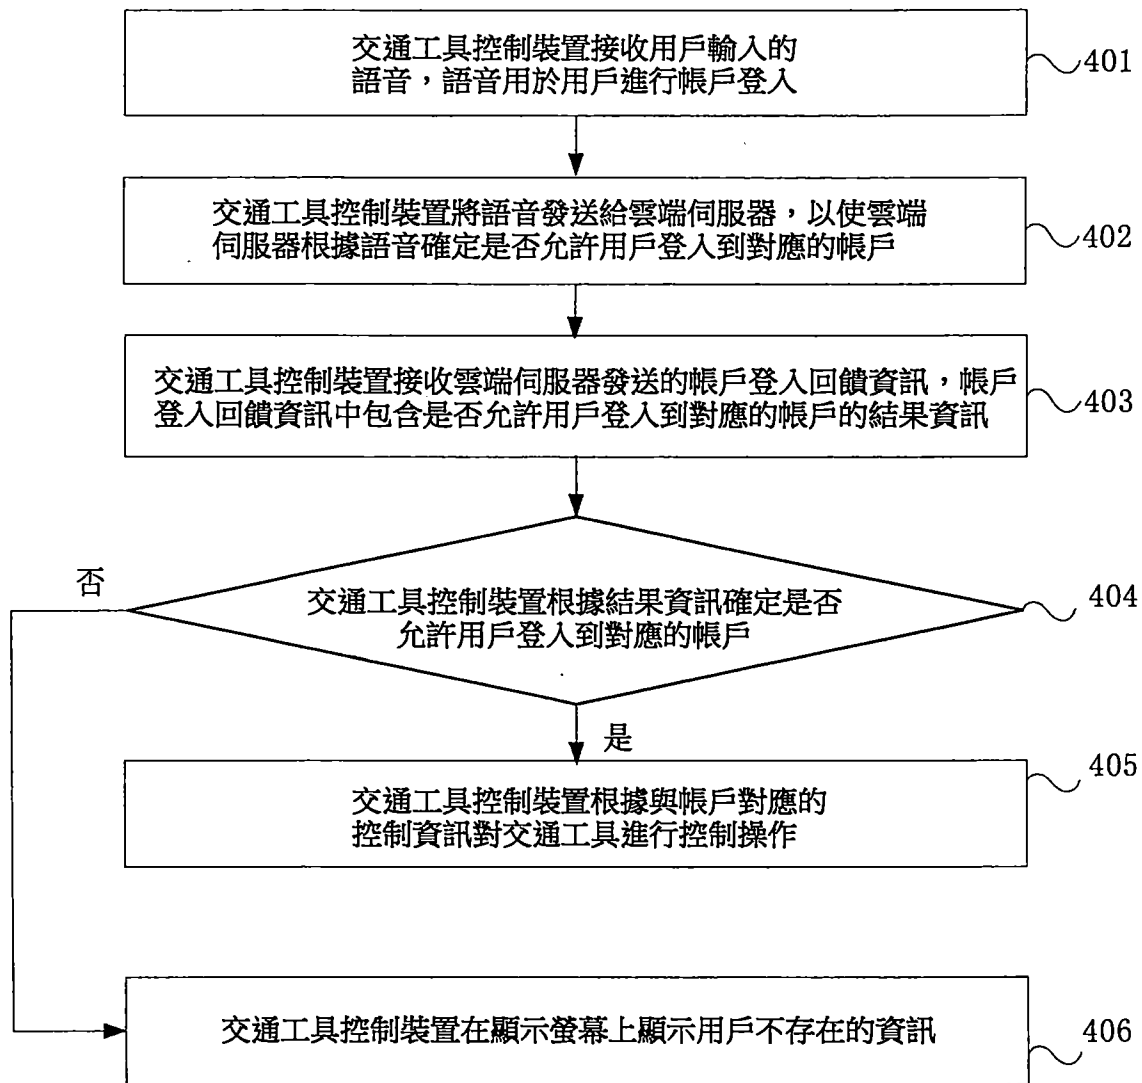 交通工具控制裝置接收用戶輸入的
語音，語音用於用戶進行帳戶登入
401
交通工具控制裝置將語音發送給雲端伺服器，以使雲端
伺服器根據語音確定是否允許用戶登入到對應的帳戶
402
交通工具控制裝置接收雲端伺服器發送的帳戶登入回饋資訊，帳戶
登入回饋資訊中包含是否允許用戶登入到對應的帳戶的結果資訊
403
否
交通工具控制裝置根據結果資訊確定是否
允許用戶登入到對應的帳戶
404
是
交通工具控制裝置根據與帳戶對應的
控制資訊對交通工具進行控制操作
405
交通工具控制裝置在顯示螢幕上顯示用戶不存在的資訊
406